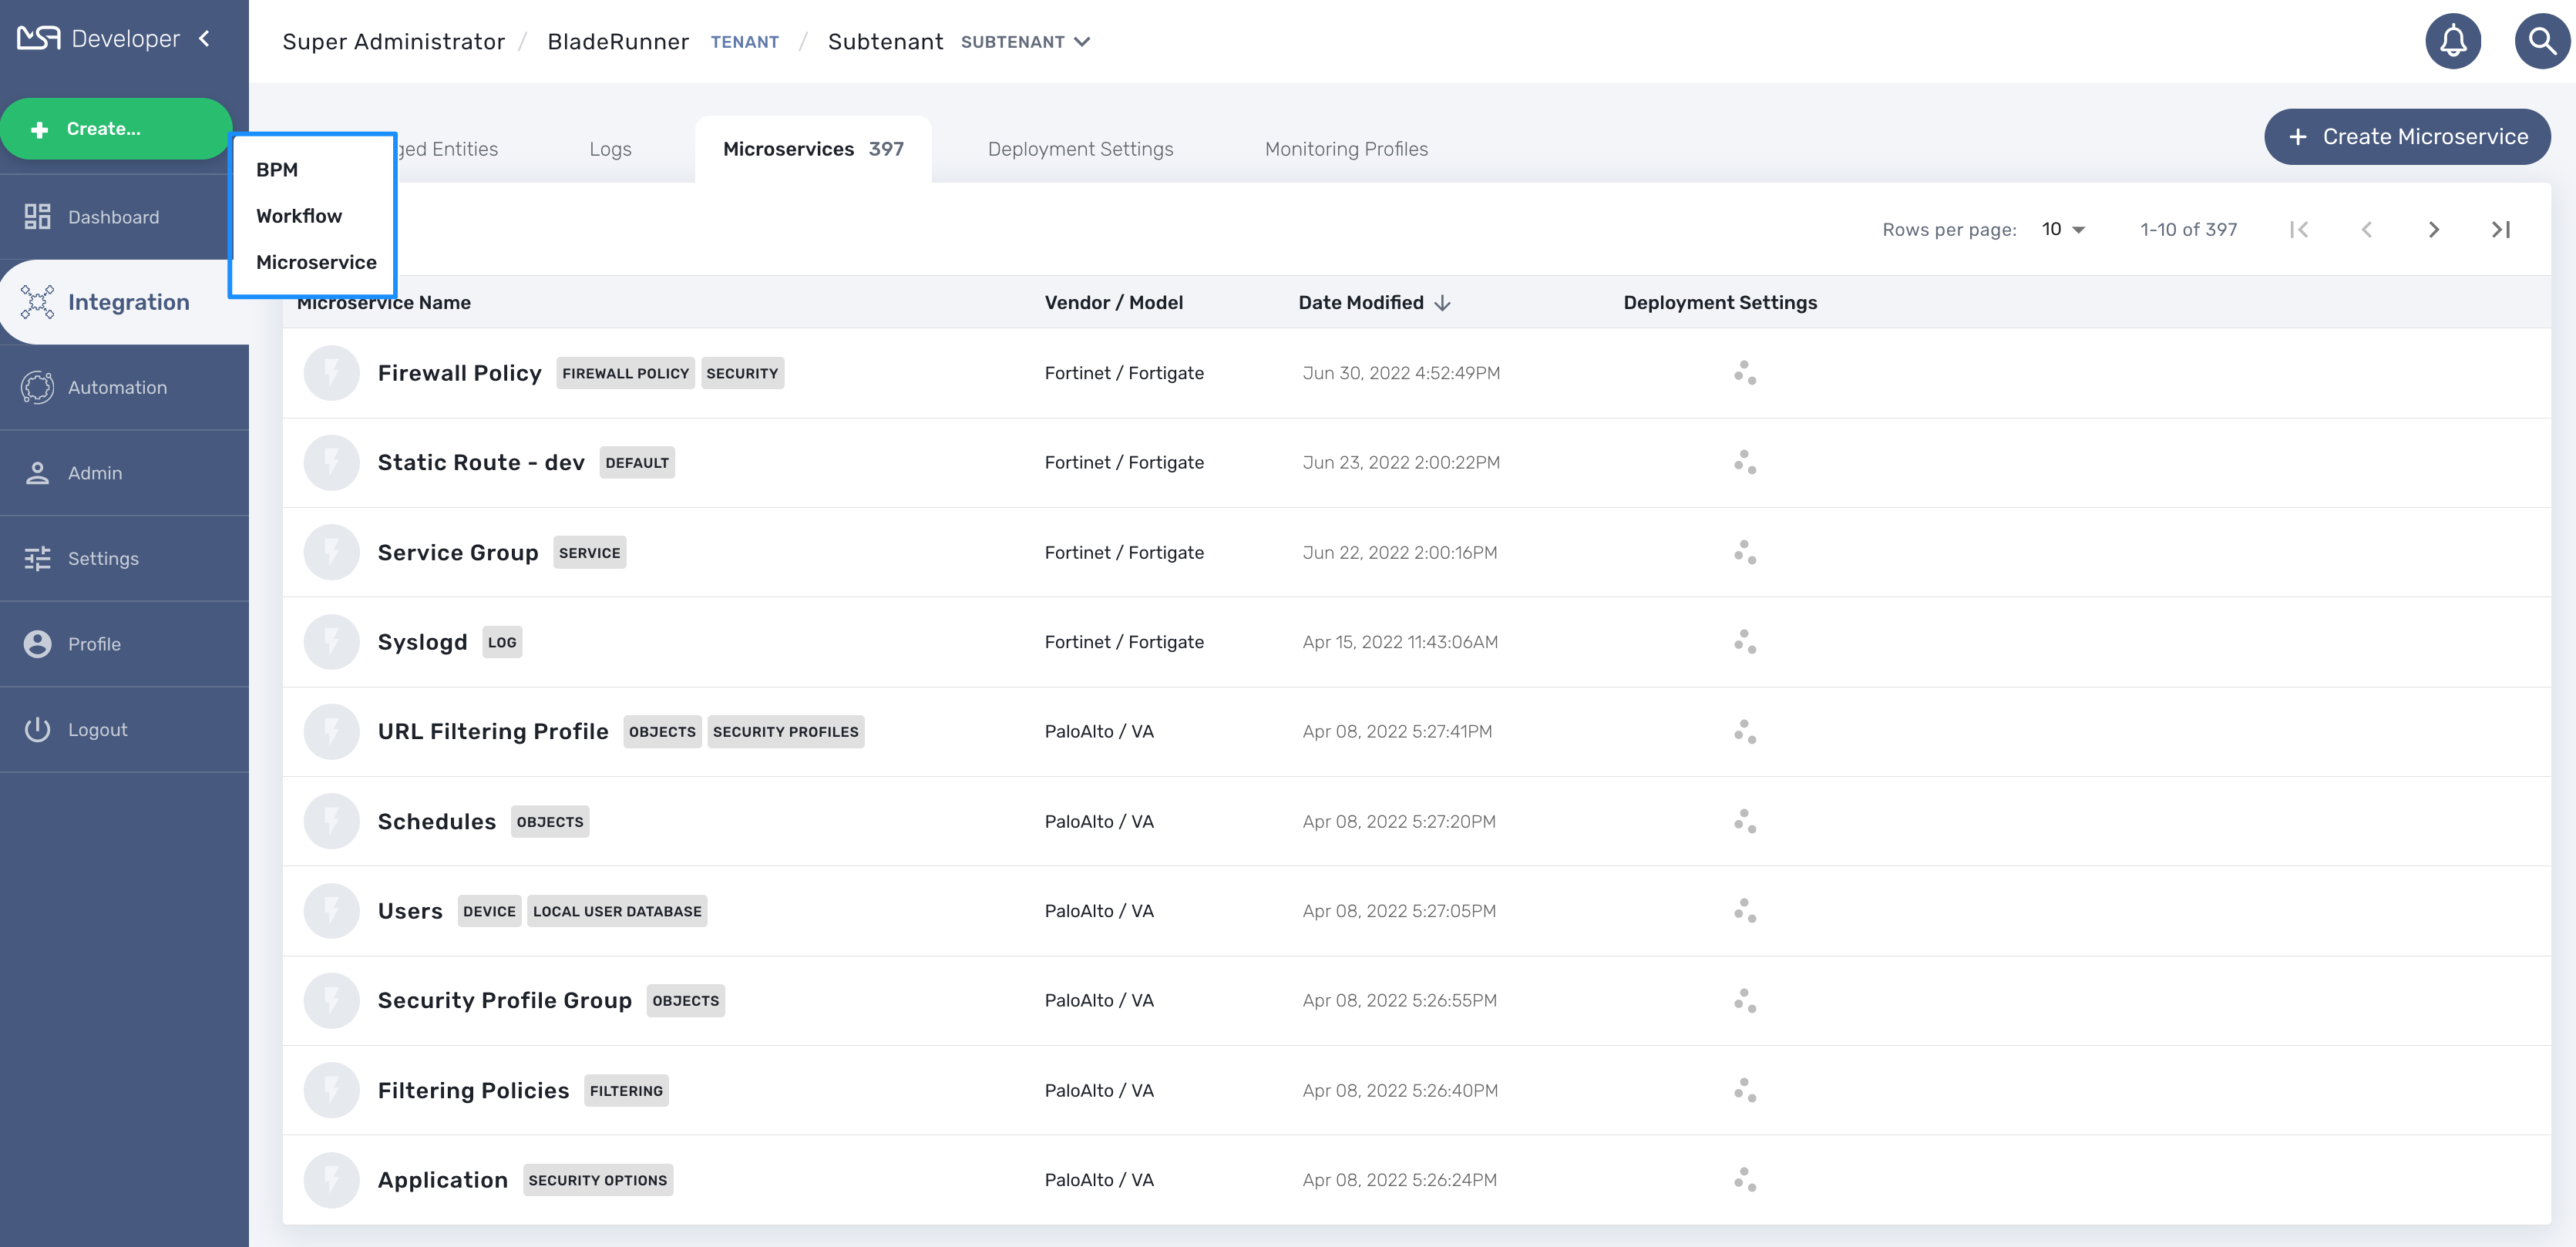 MSA Developer
Super Administrator / BladeRunner TENANT / Subtenant SUBTENANT
Create...
BPM
Workflow
Microservice
Dashboard
Integration
Automation
Admin
Settings
Profile
Logout
ged Entities
Logs
Microservices 397
Deployment Settings
Monitoring Profiles
+ Create Microservice
Rows per page: 10 1-10 of 397
Microservice Name Vendor / Model Date Modified Deployment Settings
Firewall Policy FIREWALL POLICY SECURITY Fortinet / Fortigate Jun 30, 2022 4:52:49PM
Static Route - dev DEFAULT Fortinet / Fortigate Jun 23, 2022 2:00:22PM
Service Group SERVICE Fortinet / Fortigate Jun 22, 2022 2:00:16PM
Syslogd LOG Fortinet / Fortigate Apr 15, 2022 11:43:06AM
URL Filtering Profile OBJECTS SECURITY PROFILES PaloAlto / VA Apr 08, 2022 5:27:41PM
Schedules OBJECTS PaloAlto / VA Apr 08, 2022 5:27:20PM
Users DEVICE LOCAL USER DATABASE PaloAlto / VA Apr 08, 2022 5:27:05PM
Security Profile Group OBJECTS PaloAlto / VA Apr 08, 2022 5:26:55PM
Filtering Policies FILTERING PaloAlto / VA Apr 08, 2022 5:26:40PM
Application SECURITY OPTIONS PaloAlto / VA Apr 08, 2022 5:26:24PM